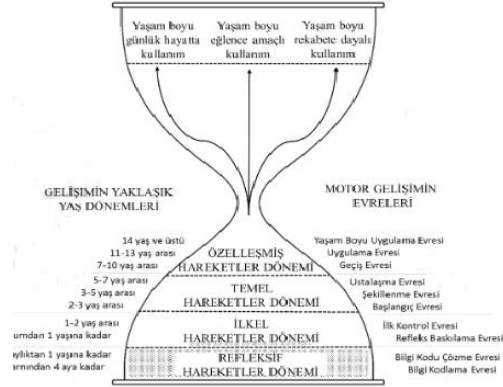 Yaşam boyu günlük hayatta kullanım
Yaşam boyu eğlence amaçlı kullanım
Yaşam boyu rekabete dayalı kullanım
GELİŞİMİN YAKLAŞIK
YAŞ DÖNEMLERİ
MOTOR GELİŞİMİN
EVRELERİ
14 yaş ve üstü
11-13 yaş arası
7-10 yaş arası
ÖZELLEŞMİŞ
HAREKETLER DÖNEMİ
Yaşam Boyu Uygulama Evresi
Uygulama Evresi
Geçiş Evresi
5-7 yaş arası
3-5 yaş arası
2-3 yaş arası
TEMEL
HAREKETLER DÖNEMİ
Ustalaşma Evresi
Şekillenme Evresi
Başlangıç Evresi
1-2 yaş arası
umdan 1 yaşına kadar
İLKEL
HAREKETLER DÖNEMİ
İlk Kontrol Evresi
Refleks Baskılama Evresi
aylıktan 1 yaşına kadar
arnından 4 aya kadar
REFLEKSİF
HAREKETLER DÖNEMİ
Bilgi Kodu Çözme Evresi
Bilgi Kodlama Evresi